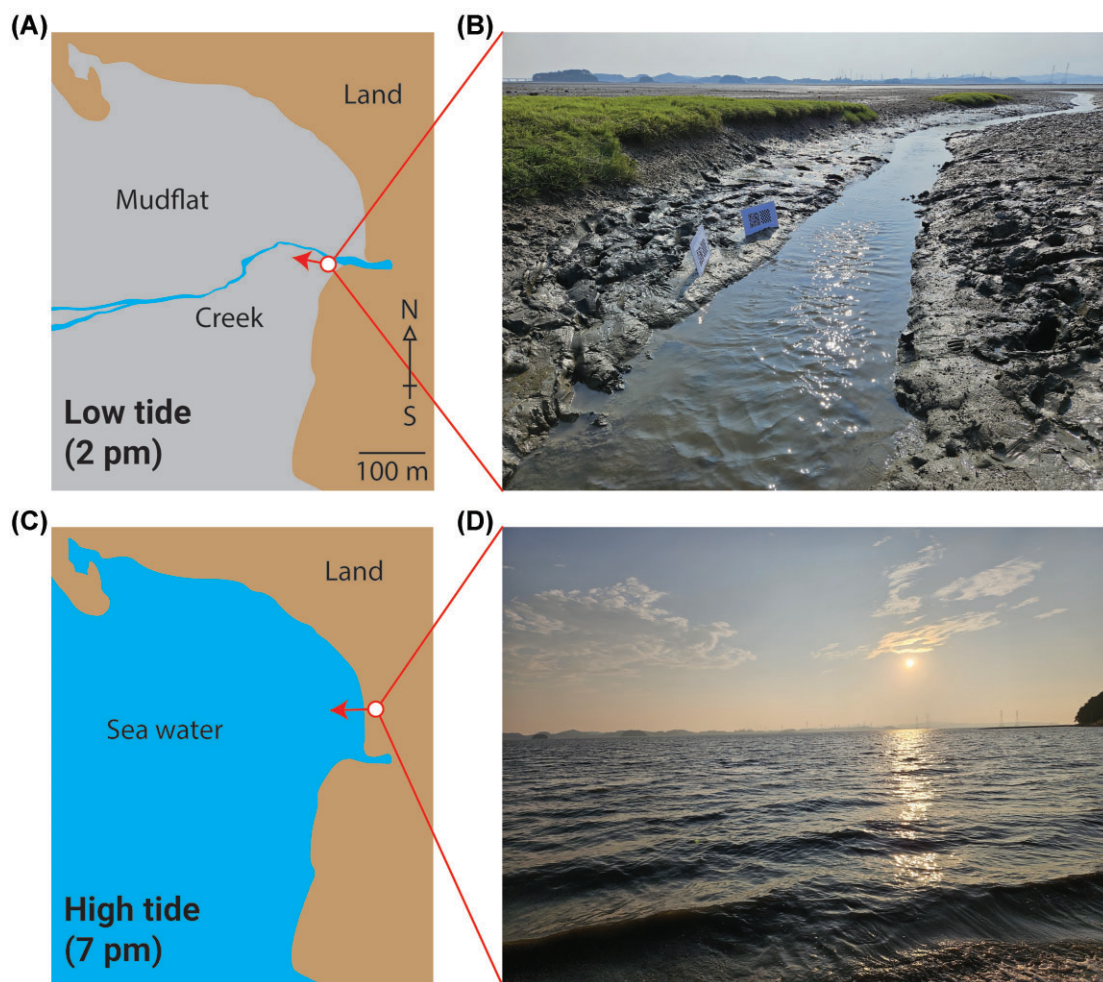 (A)
Land
Mudflat
Creek
N
S
Low tide
(2 pm)
100 m
(B)
(C)
Land
Sea water
High tide
(7 pm)
(D)